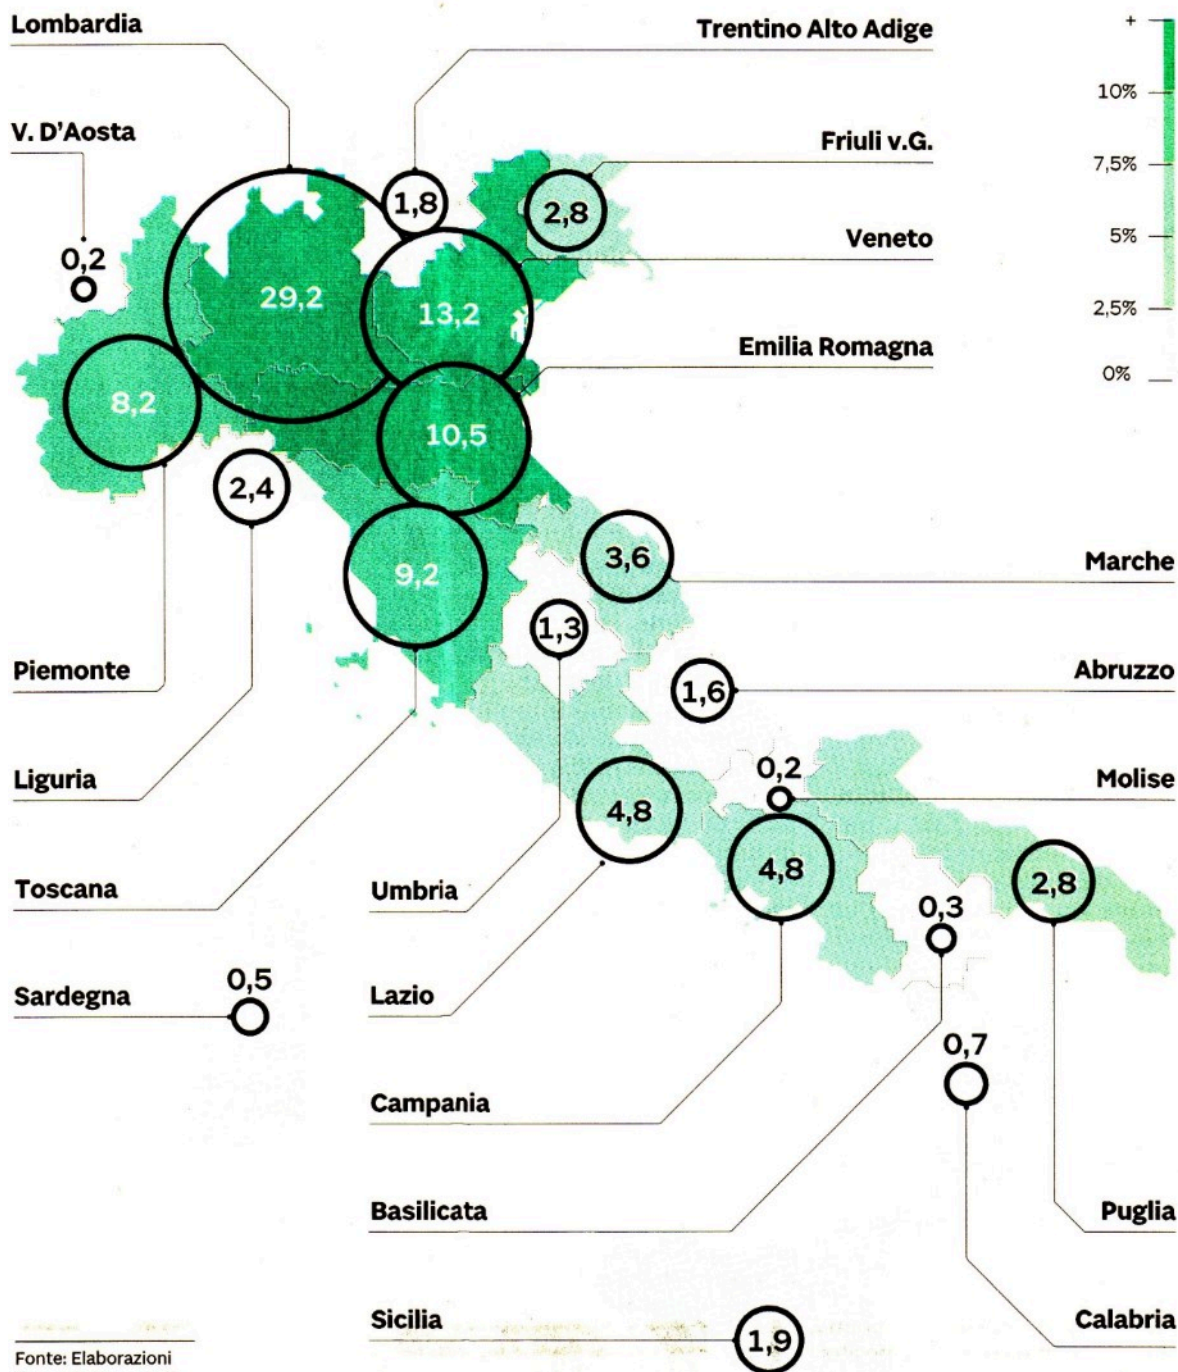 Lombardia
Trentino Alto Adige
+
10%
V. D'Aosta
Friuli v.G.
7,5%
1,8
2,8
5%
Veneto
0,2
29,2
13,2
2,5%
Emilia Romagna
0%
8,2
10,5
2,4
3,6
Marche
9,2
1,3
Piemonte
Abruzzo
1,6
Liguria
0,2
Molise
4,8
4,8
Toscana
Umbria
2,8
0,3
0,5
Sardegna
Lazio
0,7
Campania
Basilicata
Puglia
Sicilia
Calabria
1,9
Fonte: Elaborazioni